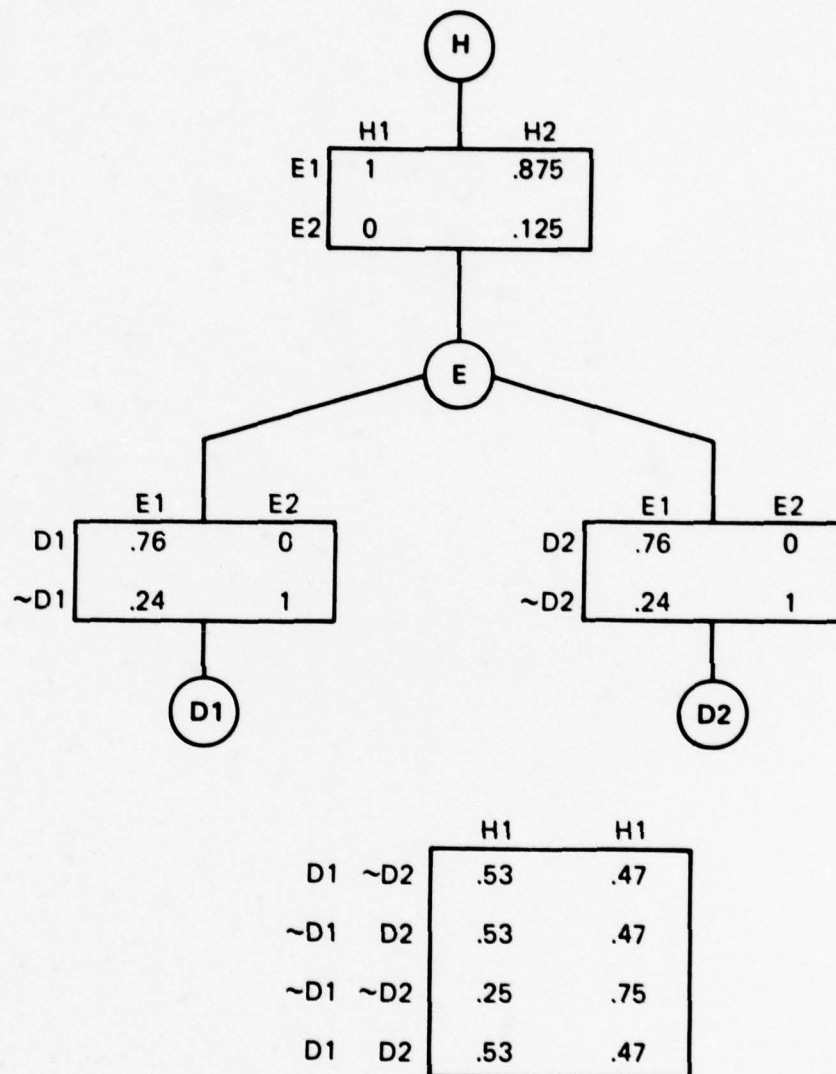 H
H1 H2
E1 1 .875
E2 0 .125
E
E1 E2 E1 E2
D1 .76 0 D2 .76 0
~D1 .24 1 ~D2 .24 1
D1 D2
H1 H1
D1 ~D2 .53 .47
~D1 D2 .53 .47
~D1 ~D2 .25 .75
D1 D2 .53 .47